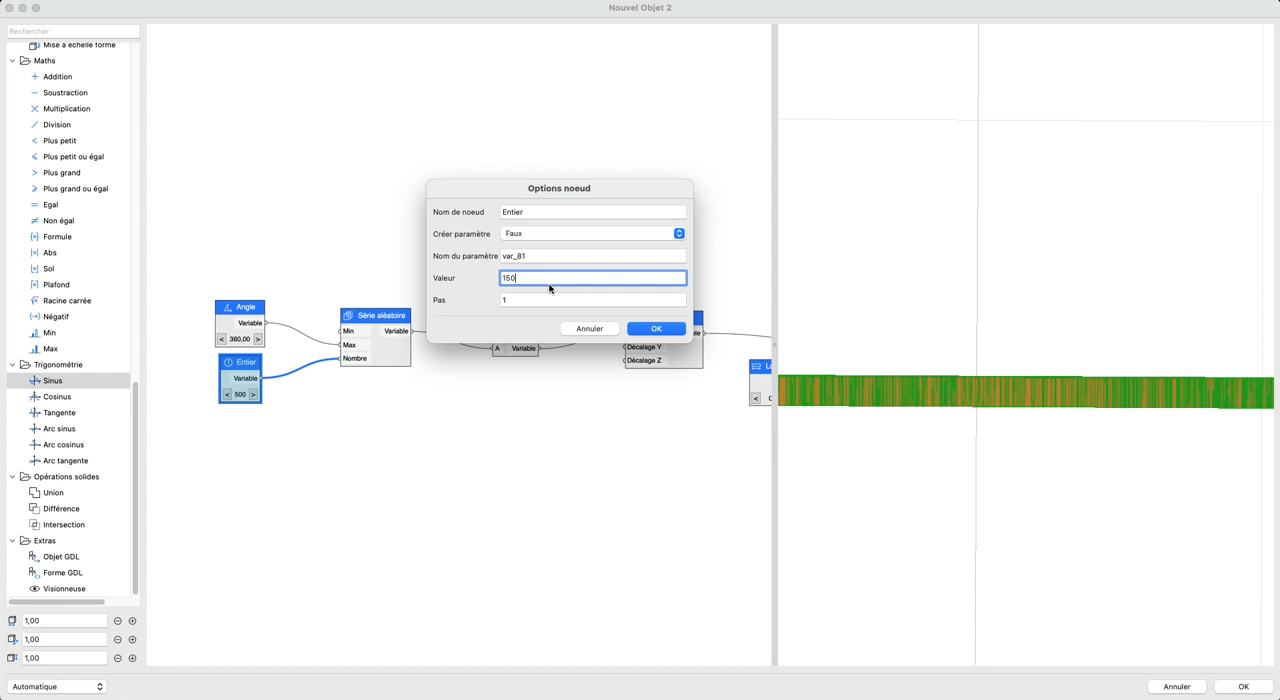 Nouvel Objet 2
Rechercher
Mise à échelle forme
Maths
Addition
Soustraction
Multiplication
Division
Plus petit
Plus petit ou égal
Plus grand
Plus grand ou égal
Egal
Non égal
Formule
Abs
Sol
Plafond
Racine carrée
Négatif
Min
Max
Trigonométrie
Sinus
Cosinus
Tangente
Arc sinus
Arc cosinus
Arc tangente
Opérations solides
Union
Différence
Intersection
Extras
Objet GDL
Forme GDL
Visionneuse
1,00
1,00
1,00
Automatique
Angle
Variable
< 360,00 >
Entier
Variable
< 500 >
Série aléatoire
Min Variable
Max
Nombre
A Variable
Décalage Y
Décalage Z
<
Options noeud
Nom de noeud Entier
Créer paramètre Faux
Nom du paramètre var_81
Valeur 150
Pas 1
Annuler OK
Annuler OK